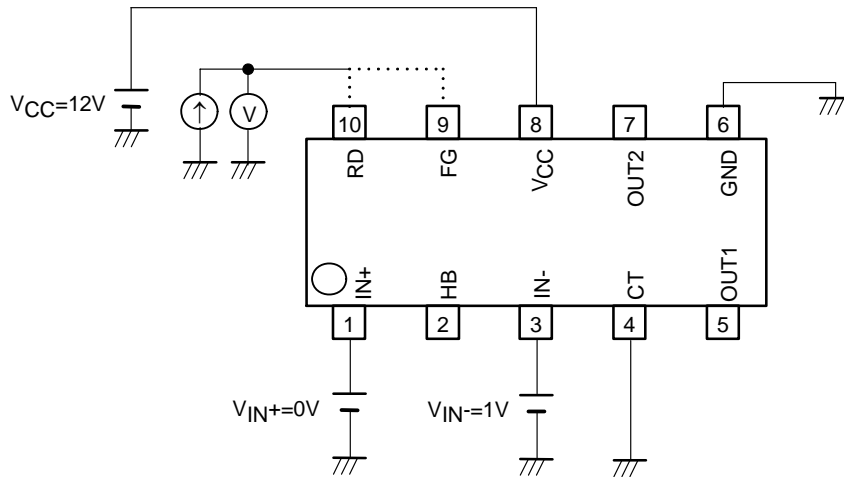 VCC=12V
V
10 9 8 7 6
RD FG VCC OUT2 GND
IN+ HB IN- CT OUT1
1 2 3 4 5
VIN+=0V VIN-=1V